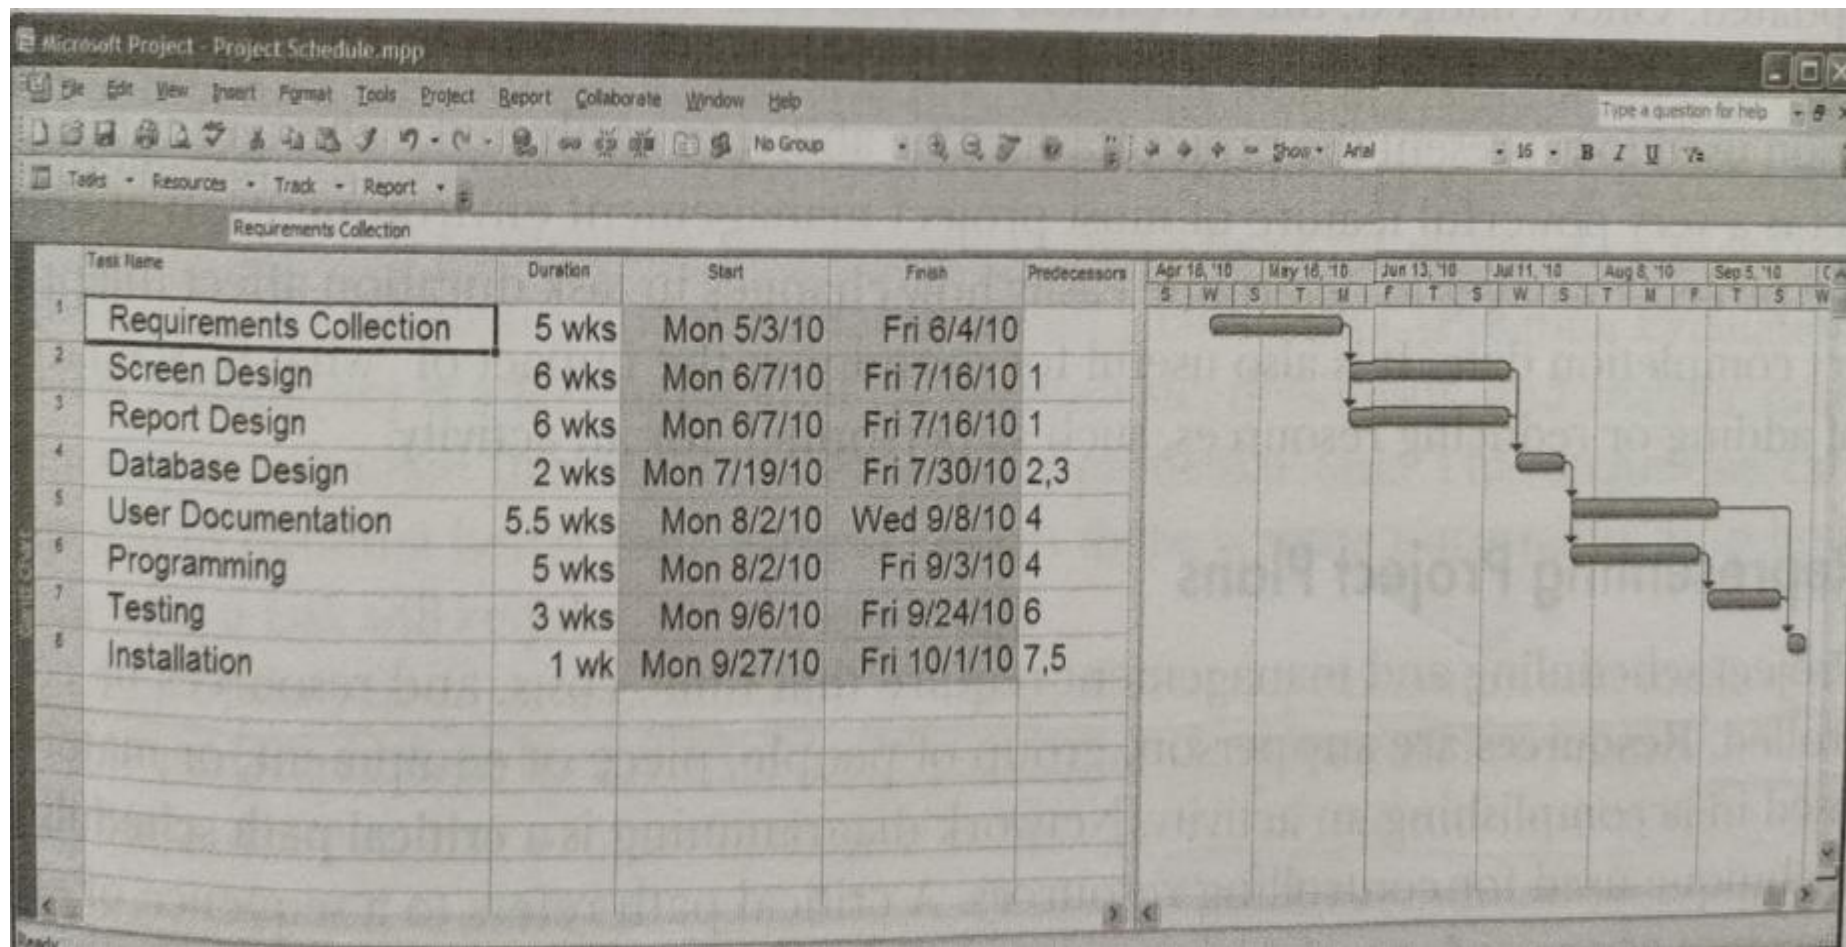 Microsoft Project - Project Schedule.mpp
File Edit View Insert Format Tools Project Report Collaborate Window Help
Type a question for help
No Group Show Arial 16 B I U
Tasks Resources Track Report
Requirements Collection
Task Name Duration Start Finish Predecessors Apr 18, '10 May 16, '10 Jun 13, '10 Jul 11, '10 Aug 8, '10 Sep 5, '10
S W S T M F T S W S T M F T S W
1 Requirements Collection 5 wks Mon 5/3/10 Fri 6/4/10
2 Screen Design 6 wks Mon 6/7/10 Fri 7/16/10 1
3 Report Design 6 wks Mon 6/7/10 Fri 7/16/10 1
4 Database Design 2 wks Mon 7/19/10 Fri 7/30/10 2,3
5 User Documentation 5.5 wks Mon 8/2/10 Wed 9/8/10 4
6 Programming 5 wks Mon 8/2/10 Fri 9/3/10 4
7 Testing 3 wks Mon 9/6/10 Fri 9/24/10 6
8 Installation 1 wk Mon 9/27/10 Fri 10/1/10 7,5
Ready